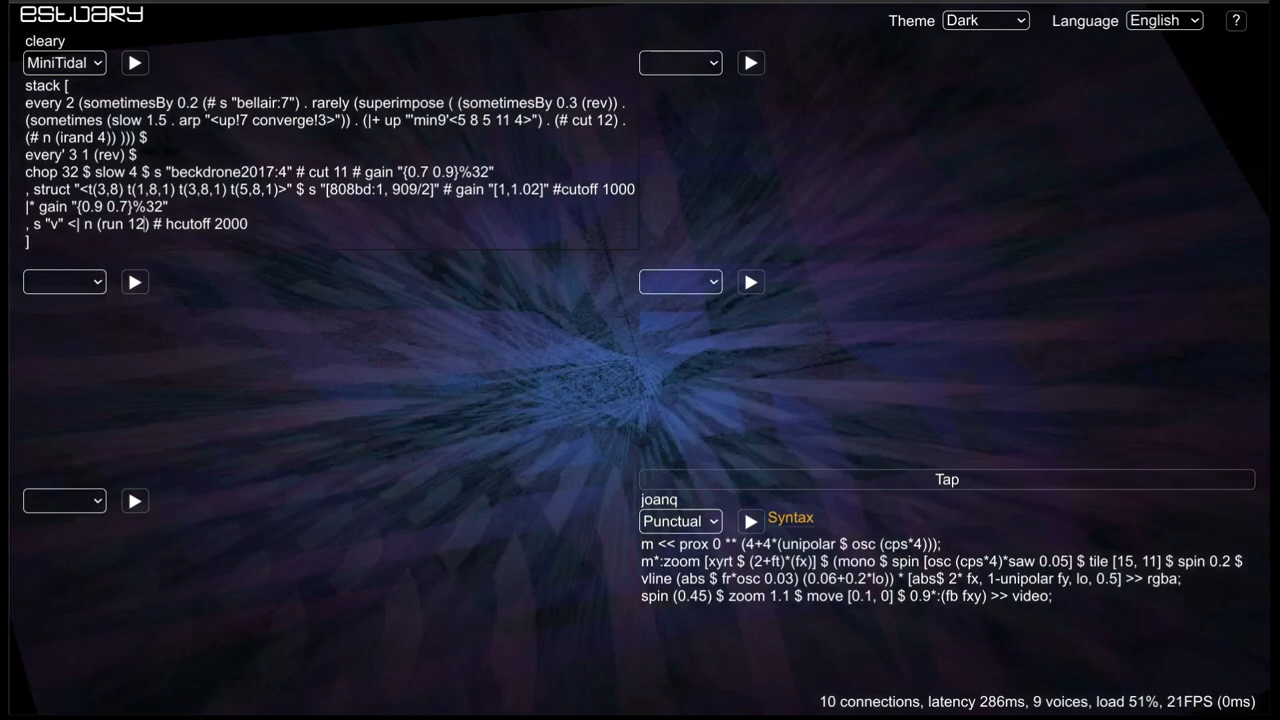 estuary
Theme Dark Language English ?
cleary
MiniTidal
stack [
every 2 (sometimesBy 0.2 (# s "bellair:7") . rarely (superimpose ( (sometimesBy 0.3 (rev)) .
(sometimes (slow 1.5 . arp "<up!7 converge!3>")) . (|+ up "'min9'<5 8 5 11 4>") . (# cut 12) .
(# n (irand 4)) ))) $
every' 3 1 (rev) $
chop 32 $ slow 4 $ s "beckdrone2017:4" # cut 11 # gain "{0.7 0.9}%32"
, struct "<t(3,8) t(1,8,1) t(3,8,1) t(5,8,1)>" $ s "[808bd:1, 909/2]" # gain "[1,1.02]" #cutoff 1000
|* gain "{0.9 0.7}%32"
, s "v" <| n (run 12) # hcutoff 2000
]
Tap
joanq
Punctual Syntax
m << prox 0 ** (4+4*(unipolar $ osc (cps*4)));
m*:zoom [xyrt $ (2+ft)*(fx)] $ (mono $ spin [osc (cps*4)*saw 0.05] $ tile [15, 11] $ spin 0.2 $
vline (abs $ fr*osc 0.03) (0.06+0.2*lo)) * [abs$ 2* fx, 1-unipolar fy, lo, 0.5] >> rgba;
spin (0.45) $ zoom 1.1 $ move [0.1, 0] $ 0.9*:(fb fxy) >> video;
10 connections, latency 286ms, 9 voices, load 51%, 21FPS (0ms)